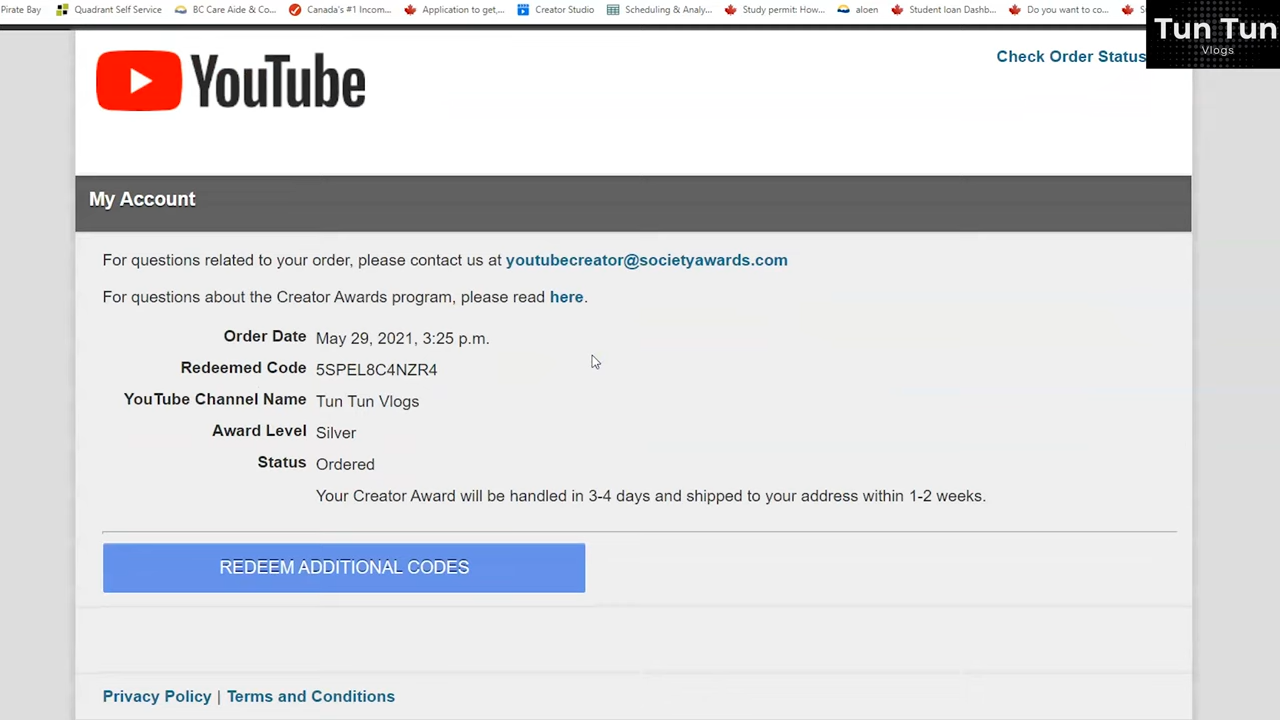 Pirate Bay Quadrant Self Service BC Care Aide & Co... Canada's #1 Incom... Application to get,... Creator Studio Scheduling & Analy... Study permit: How... aloen Student loan Dashb... Do you want to co...
Tun Tun
Vlogs
YouTube
Check Order Status
My Account
For questions related to your order, please contact us at youtubecreator@societyawards.com
For questions about the Creator Awards program, please read here.
Order Date May 29, 2021, 3:25 p.m.
Redeemed Code 5SPEL8C4NZR4
YouTube Channel Name Tun Tun Vlogs
Award Level Silver
Status Ordered
Your Creator Award will be handled in 3-4 days and shipped to your address within 1-2 weeks.
REDEEM ADDITIONAL CODES
Privacy Policy | Terms and Conditions